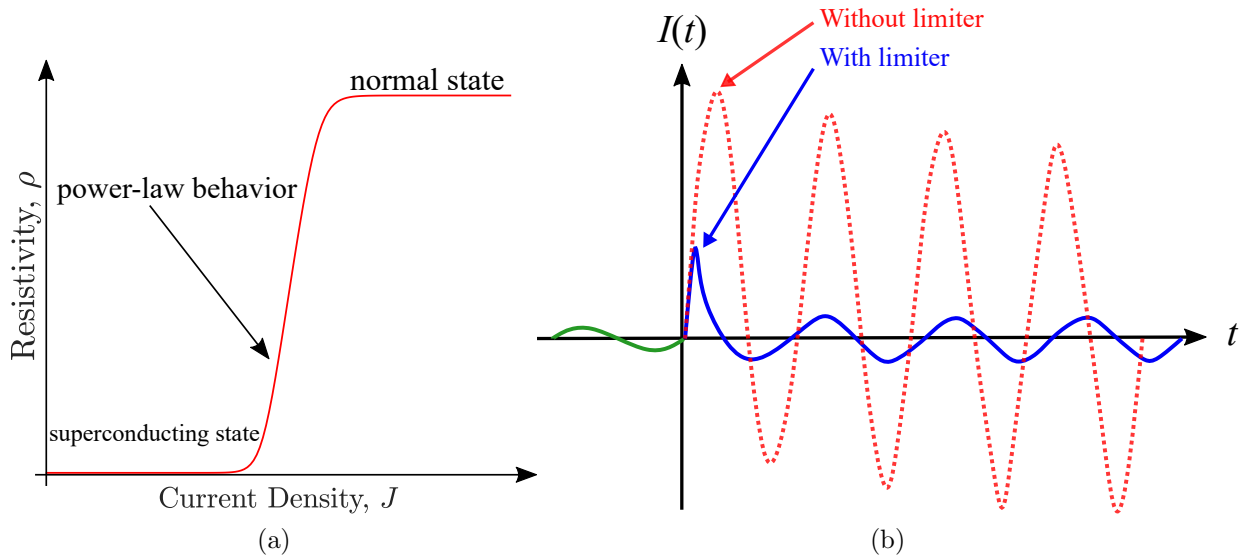 normal state
power-law behavior
superconducting state
Resistivity, ρ
Current Density, J
(a)
I(t)
Without limiter
With limiter
t
(b)